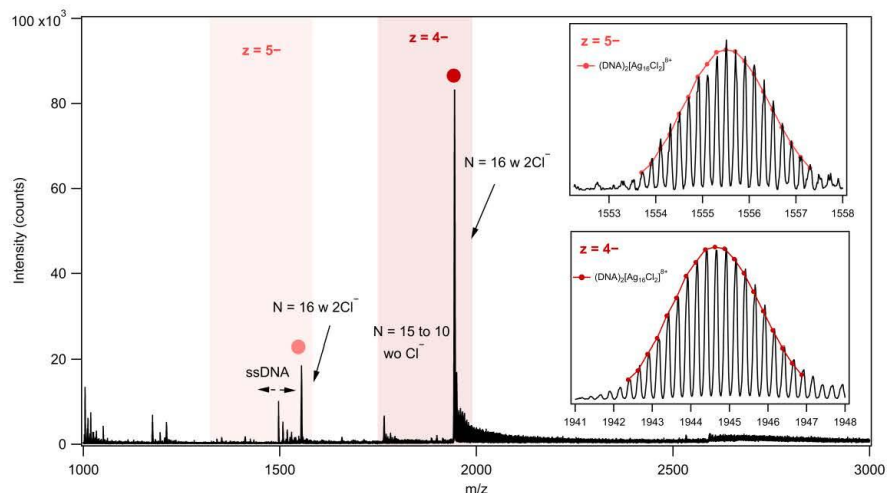 100 x10³
80
60
40
20
0
Intensity (counts)
1000
1500
2000
2500
3000
m/z
z = 5−
z = 4−
N = 16 w 2Cl⁻
N = 16 w 2Cl⁻
N = 15 to 10
wo Cl⁻
ssDNA
z = 5−
(DNA)₂[Ag₁₆Cl₂]⁸⁺
1553
1554
1555
1556
1557
1558
z = 4−
(DNA)₂[Ag₁₆Cl₂]⁸⁺
1941
1942
1943
1944
1945
1946
1947
1948